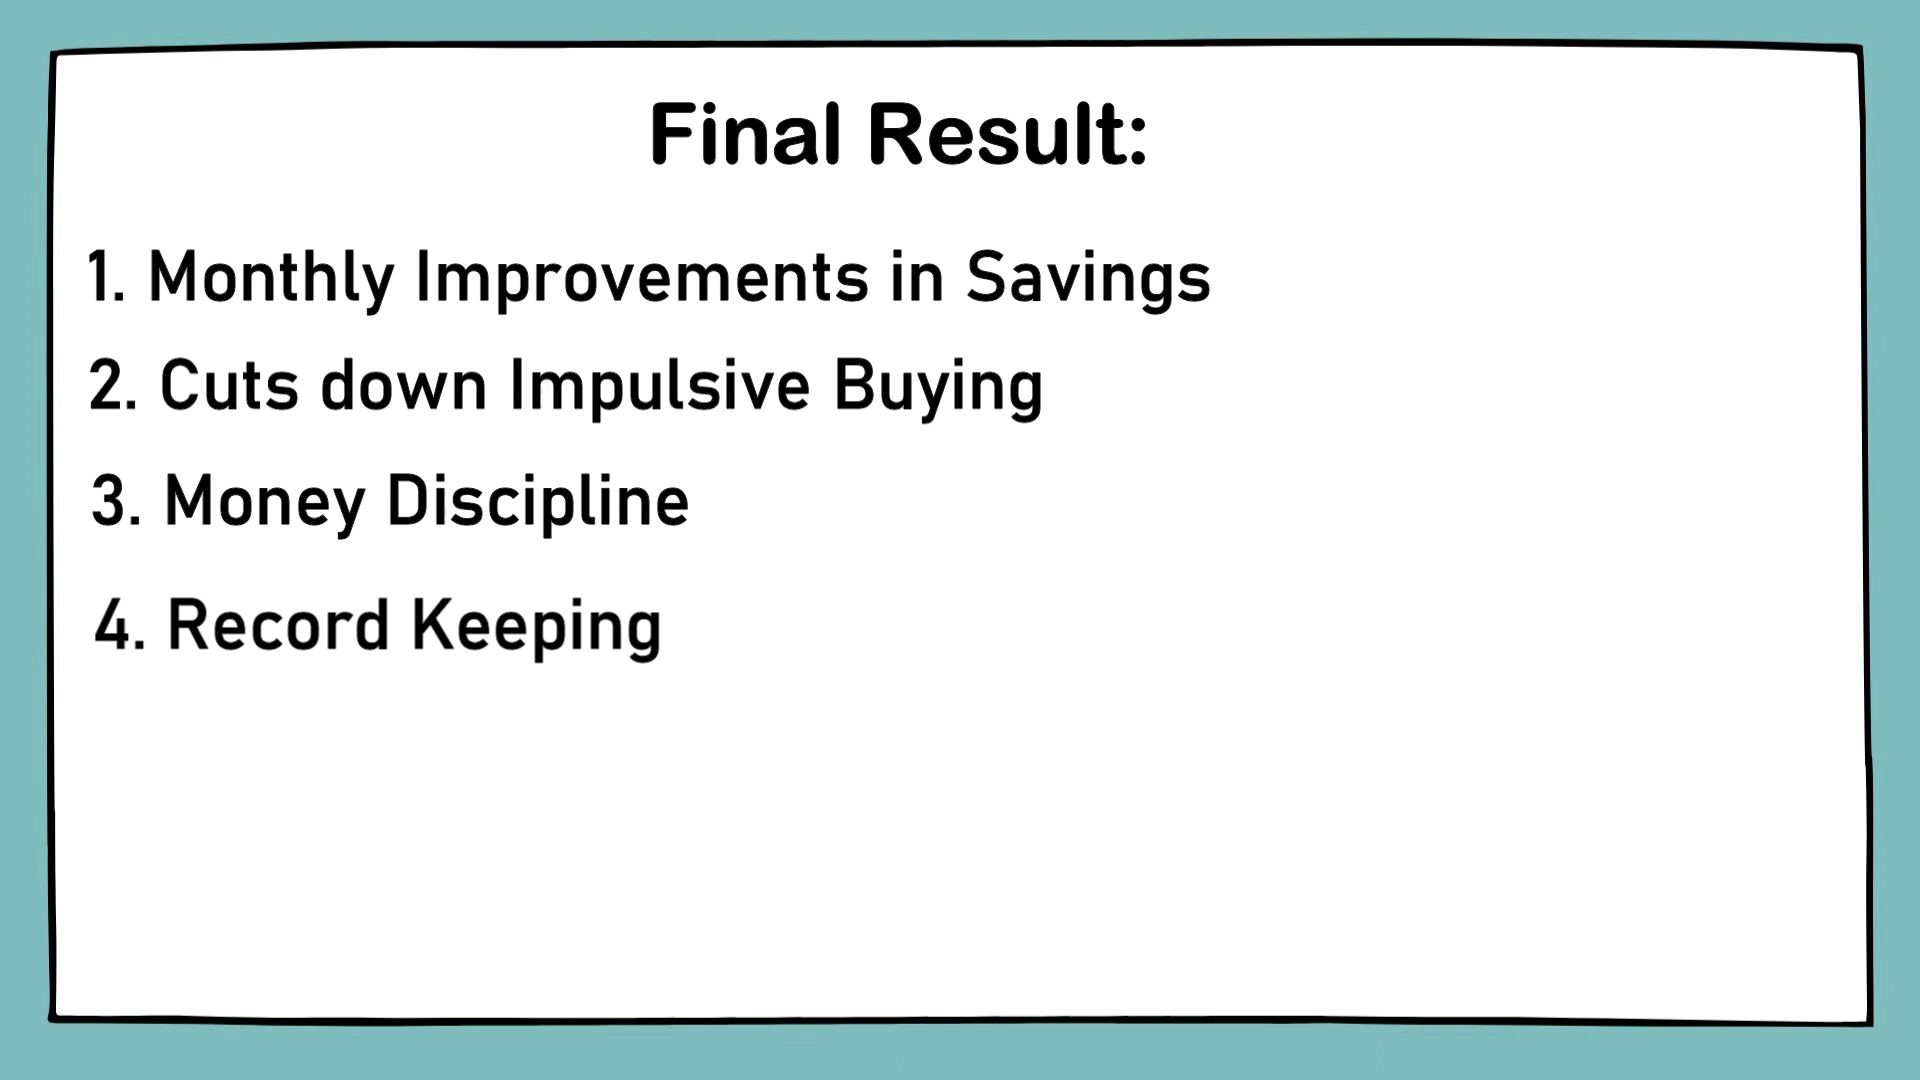 Final Result:
1. Monthly Improvements in Savings
2. Cuts down Impulsive Buying
3. Money Discipline
4. Record Keeping